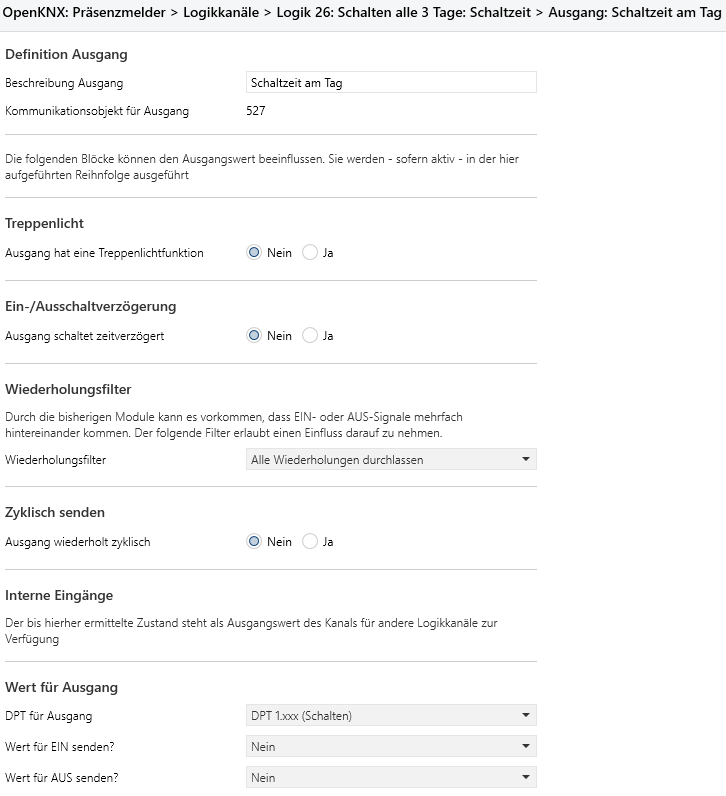 OpenKNX: Präsenzmelder > Logikkanäle > Logik 26: Schalten alle 3 Tage: Schaltzeit > Ausgang: Schaltzeit am Tag
Definition Ausgang
Beschreibung Ausgang Schaltzeit am Tag
Kommunikationsobjekt für Ausgang 527
Die folgenden Blöcke können den Ausgangswert beeinflussen. Sie werden - sofern aktiv - in der hier
aufgeführten Reihnfolge ausgeführt
Treppenlicht
Ausgang hat eine Treppenlichtfunktion Nein Ja
Ein-/Ausschaltverzögerung
Ausgang schaltet zeitverzögert Nein Ja
Wiederholungsfilter
Durch die bisherigen Module kann es vorkommen, dass EIN- oder AUS-Signale mehrfach
hintereinander kommen. Der folgende Filter erlaubt einen Einfluss darauf zu nehmen.
Wiederholungsfilter Alle Wiederholungen durchlassen
Zyklisch senden
Ausgang wiederholt zyklisch Nein Ja
Interne Eingänge
Der bis hierher ermittelte Zustand steht als Ausgangswert des Kanals für andere Logikkanäle zur
Verfügung
Wert für Ausgang
DPT für Ausgang DPT 1.xxx (Schalten)
Wert für EIN senden? Nein
Wert für AUS senden? Nein